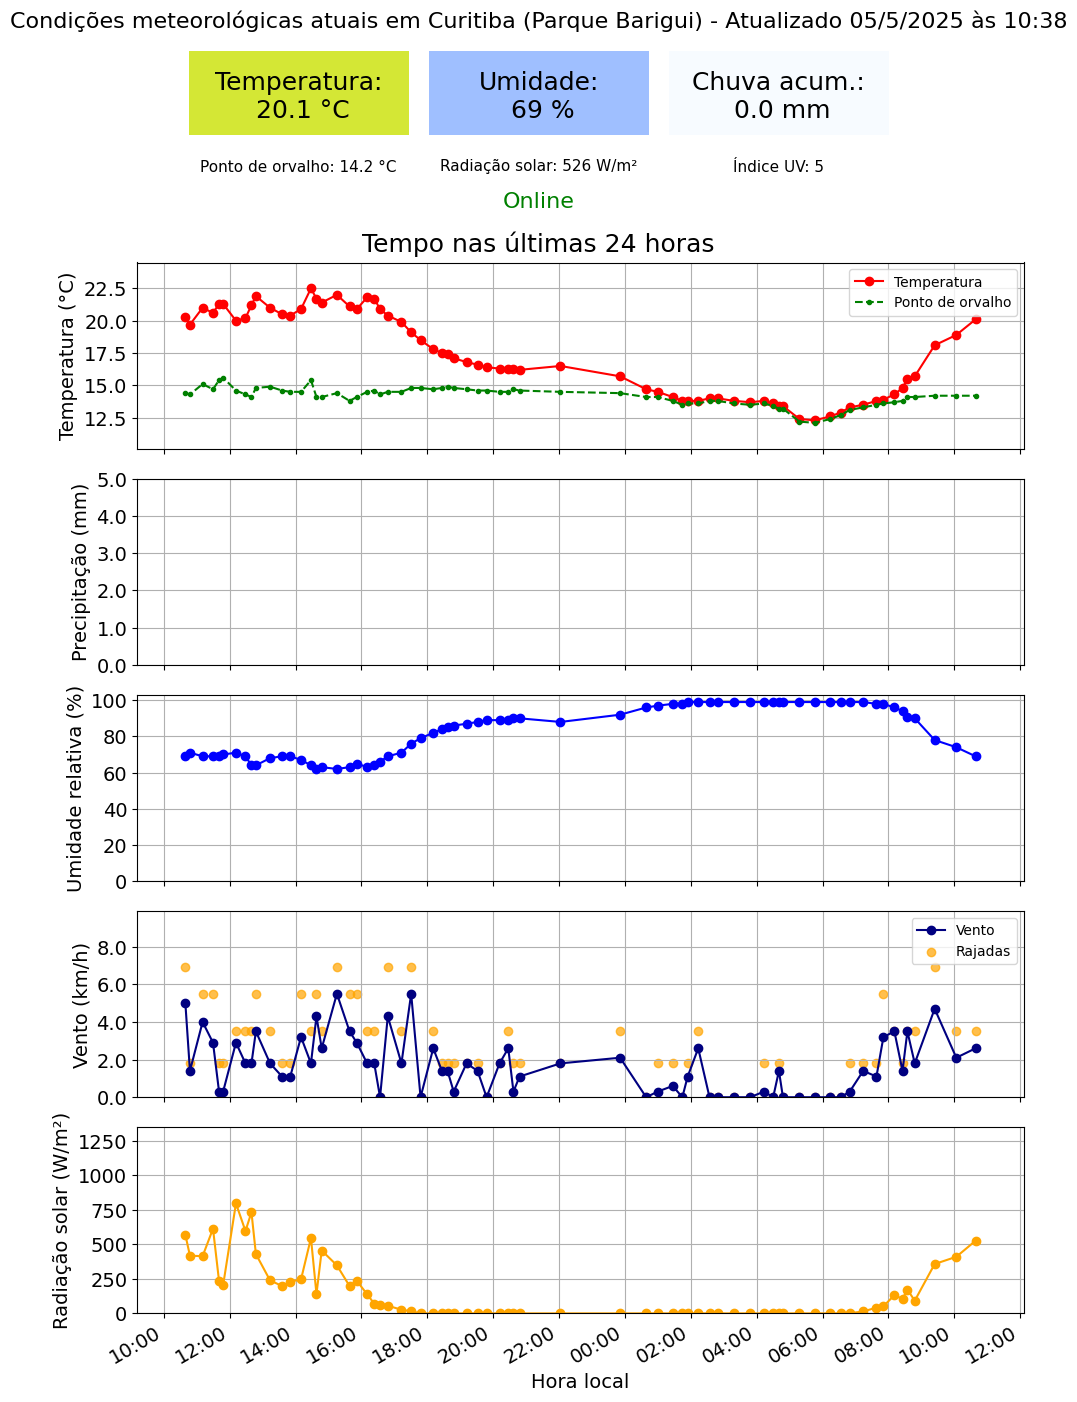 Condições meteorológicas atuais em Curitiba (Parque Barigui) - Atualizado 05/5/2025 às 10:38
Temperatura:
20.1 °C
Umidade:
69 %
Chuva acum.:
0.0 mm
Ponto de orvalho: 14.2 °C
Radiação solar: 526 W/m²
Índice UV: 5
Online
Tempo nas últimas 24 horas
Temperatura (°C)
22.5
20.0
17.5
15.0
12.5
Temperatura
Ponto de orvalho
Precipitação (mm)
5.0
4.0
3.0
2.0
1.0
0.0
Umidade relativa (%)
100
80
60
40
20
0
Vento (km/h)
8.0
6.0
4.0
2.0
0.0
Vento
Rajadas
Radiação solar (W/m²)
1250
1000
750
500
250
0
10:00
12:00
14:00
16:00
18:00
20:00
22:00
00:00
02:00
04:00
06:00
08:00
10:00
12:00
Hora local